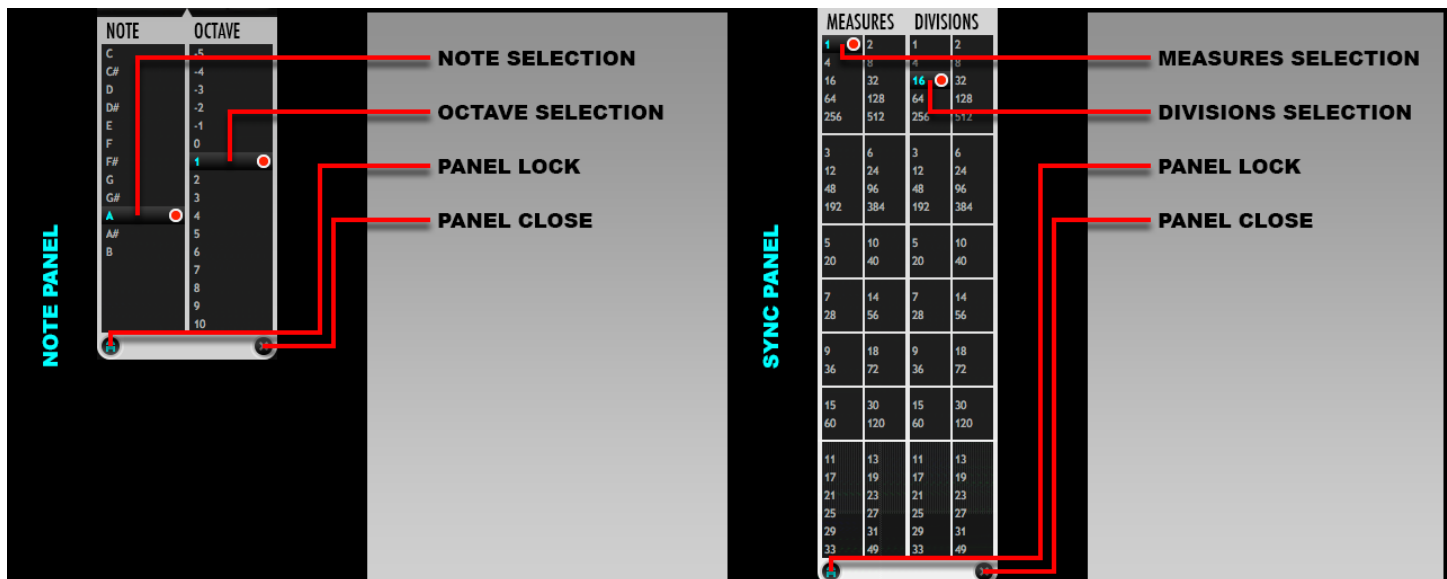 NOTE PANEL
NOTE OCTAVE
C -5
C# -4
D -3
D# -2
E -1
F 0
F# 1
G 2
G# 3
A 4
A# 5
B 6
7
8
9
10
NOTE SELECTION
OCTAVE SELECTION
PANEL LOCK
PANEL CLOSE
SYNC PANEL
MEASURES DIVISIONS
1 2 1 2
4 8 4 8
16 32 16 32
64 128 64 128
256 512 256 512
3 6 3 6
12 24 12 24
48 96 48 96
192 384 192 384
5 10 5 10
20 40 20 40
7 14 7 14
28 56 28 56
9 18 9 18
36 72 36 72
15 30 15 30
60 120 60 120
11 13 11 13
17 19 17 19
21 23 21 23
25 27 25 27
29 31 29 31
33 49 33 49
MEASURES SELECTION
DIVISIONS SELECTION
PANEL LOCK
PANEL CLOSE